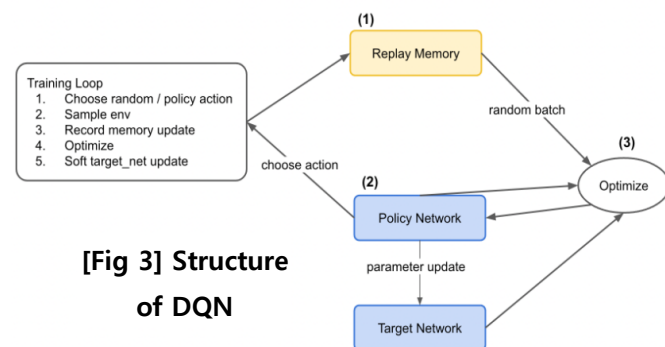 (1)
Replay Memory
Training Loop
1. Choose random / policy action
2. Sample env
3. Record memory update
4. Optimize
5. Soft target_net update
random batch
(3)
choose action
Optimize
(2)
Policy Network
[Fig 3] Structure
of DQN
parameter update
Target Network